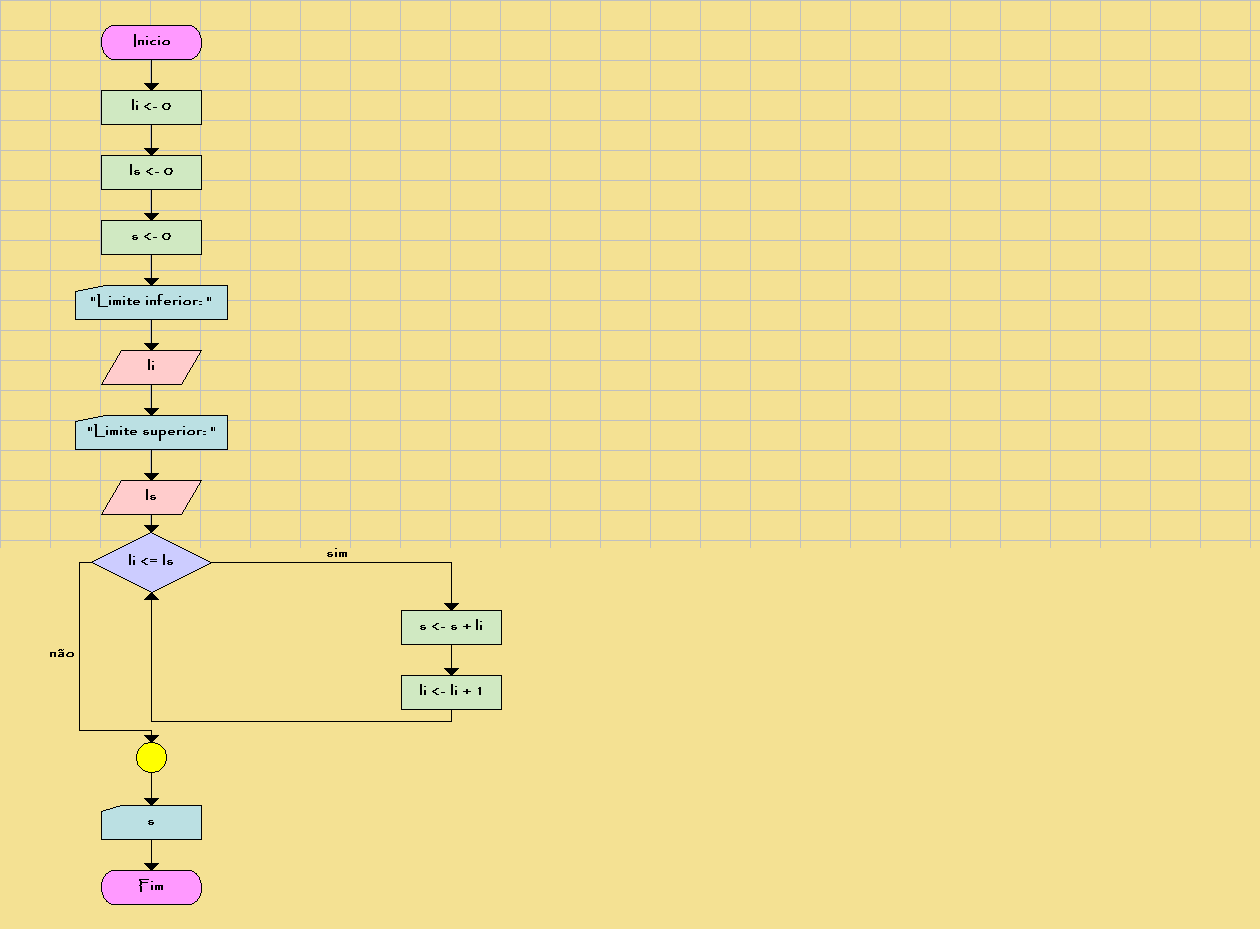 Inicio
li <- 0
ls <- 0
s <- 0
"Limite inferior: "
li
"Limite superior: "
ls
li <= ls
sim
s <- s + li
não
li <- li + 1
s
Fim